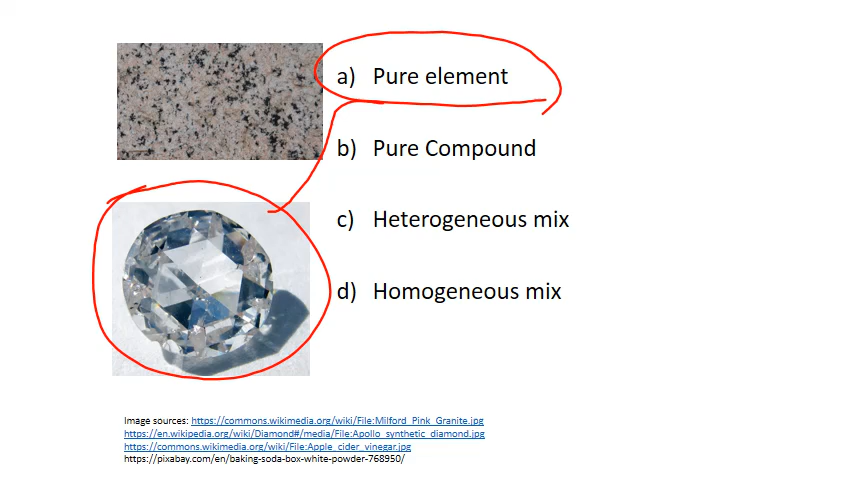 a) Pure element
b) Pure Compound
c) Heterogeneous mix
d) Homogeneous mix
Image sources: https://commons.wikimedia.org/wiki/File:Milford_Pink_Granite.jpg
https://en.wikipedia.org/wiki/Diamond#/media/File:Apollo_synthetic_diamond.jpg
https://commons.wikimedia.org/wiki/File:Apple_cider_vinegar.jpg
https://pixabay.com/en/baking-soda-box-white-powder-768950/